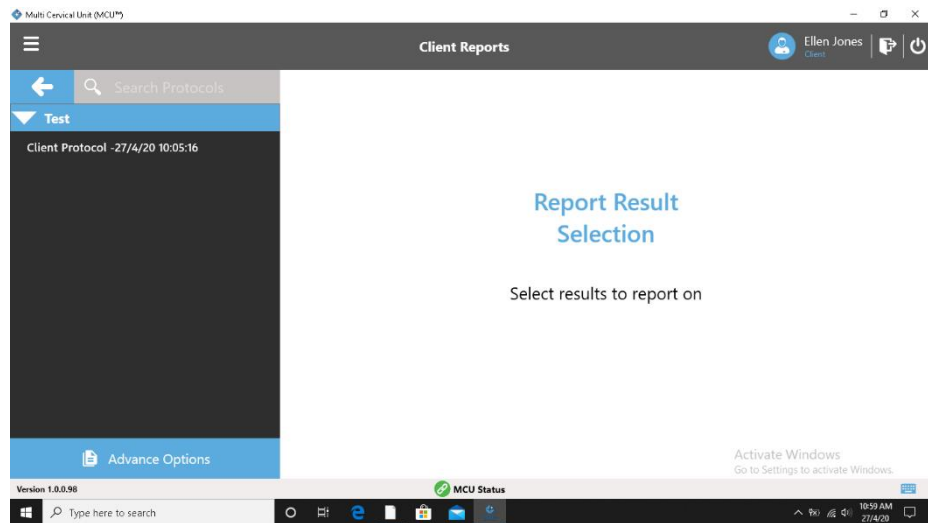 Multi Cervical Unit (MCU™)
Client Reports
Ellen Jones
Client
Search Protocols
Test
Client Protocol -27/4/20 10:05:16
Report Result
Selection
Select results to report on
Advance Options
Activate Windows
Go to Settings to activate Windows.
Version 1.0.0.98
MCU Status
Type here to search
10:59 AM
27/4/20